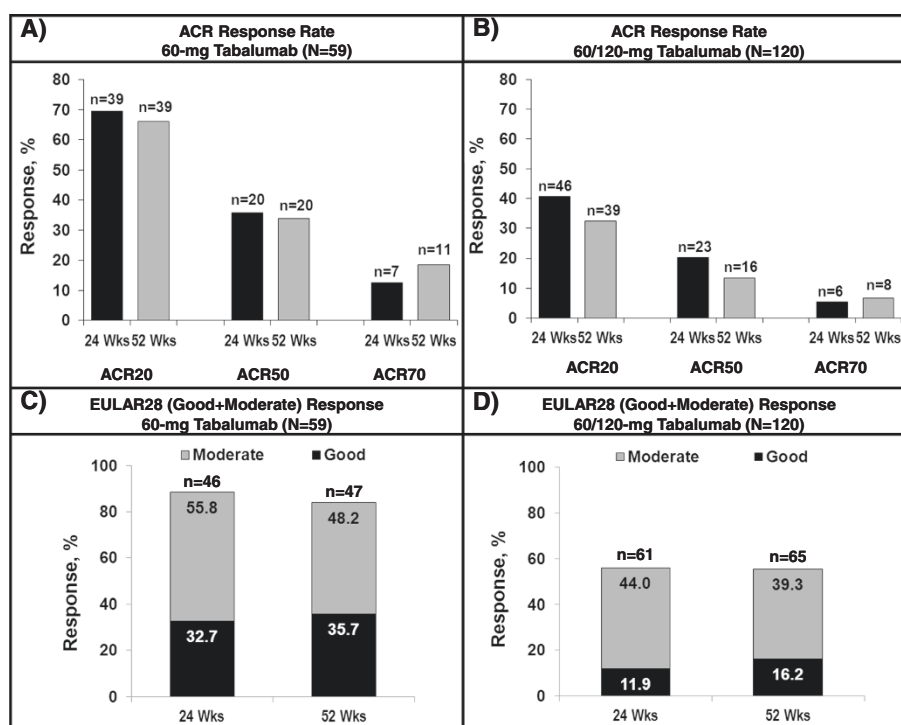 A)
ACR Response Rate
60-mg Tabalumab (N=59)
Response, %
80
70
60
50
40
30
20
10
0
n=39
n=39
n=20
n=20
n=7
n=11
24 Wks 52 Wks
24 Wks 52 Wks
24 Wks 52 Wks
ACR20
ACR50
ACR70
B)
ACR Response Rate
60/120-mg Tabalumab (N=120)
Response, %
80
70
60
50
40
30
20
10
0
n=46
n=39
n=23
n=16
n=6
n=8
24 Wks 52 Wks
24 Wks 52 Wks
24 Wks 52 Wks
ACR20
ACR50
ACR70
C)
EULAR28 (Good+Moderate) Response
60-mg Tabalumab (N=59)
Moderate
Good
Response, %
100
80
60
40
20
0
n=46
n=47
55.8
48.2
32.7
35.7
24 Wks
52 Wks
D)
EULAR28 (Good+Moderate) Response
60/120-mg Tabalumab (N=120)
Moderate
Good
Response, %
100
80
60
40
20
0
n=61
n=65
44.0
39.3
11.9
16.2
24 Wks
52 Wks